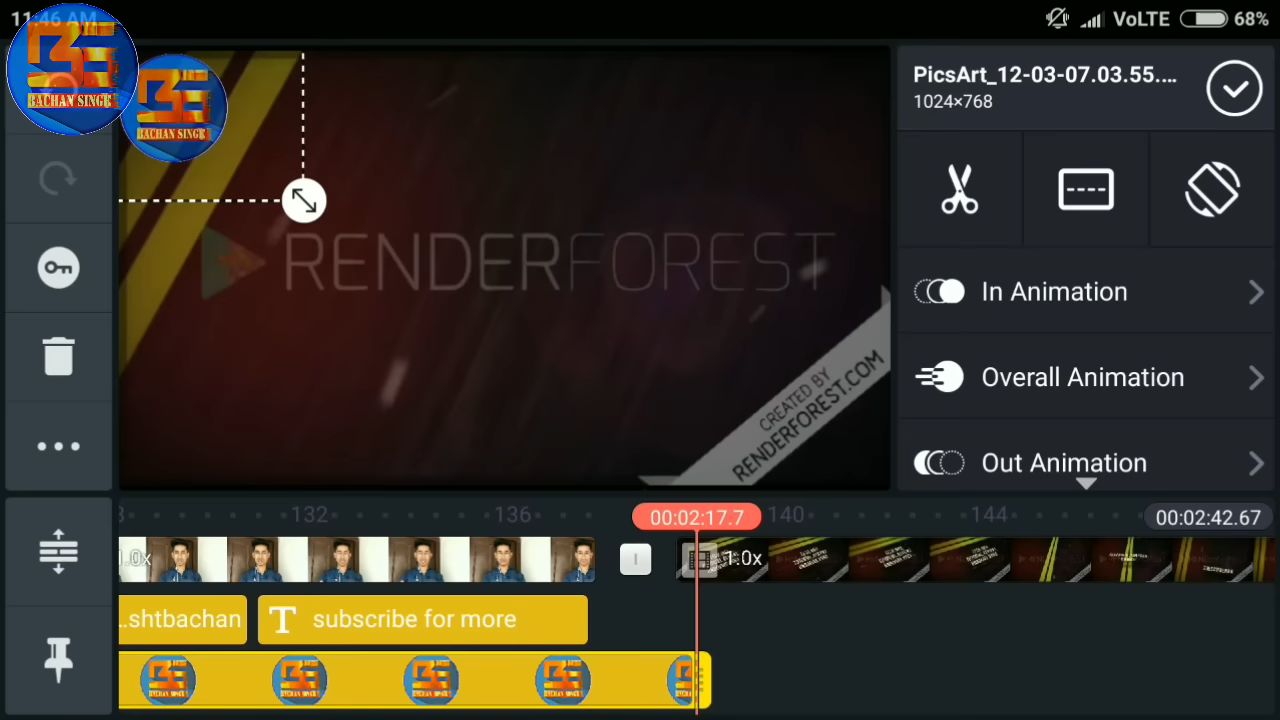 11:46 AM
VoLTE
68%
BACHAN SINGH
BACHAN SINGH
PicsArt_12-03-07.03.55....
1024×768
RENDERFOREST
CREATED BY
RENDERFOREST.COM
In Animation
Overall Animation
Out Animation
132
136
00:02:17.7
140
144
00:02:42.67
1.0x
1.0x
..shtbachan
T subscribe for more